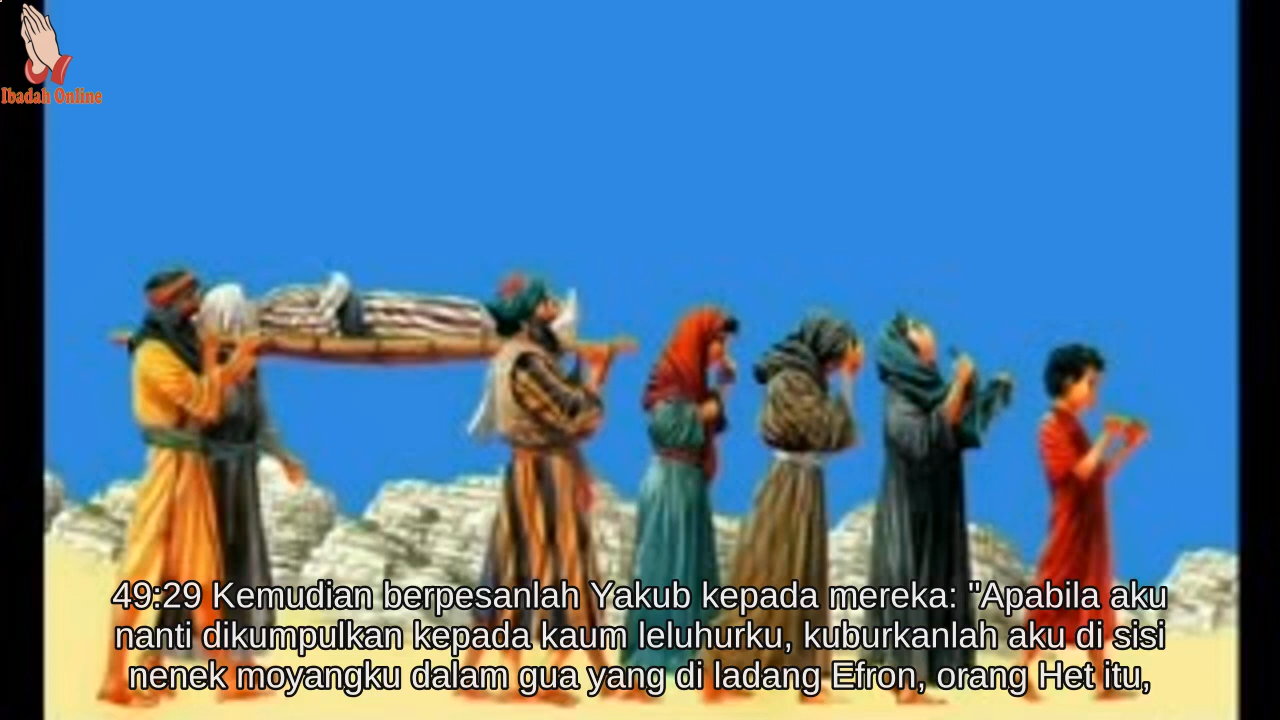 Ibadah Online
49:29 Kemudian berpesanlah Yakub kepada mereka: "Apabila aku
nanti dikumpulkan kepada kaum leluhurku, kuburkanlah aku di sisi
nenek moyangku dalam gua yang di ladang Efron, orang Het itu,